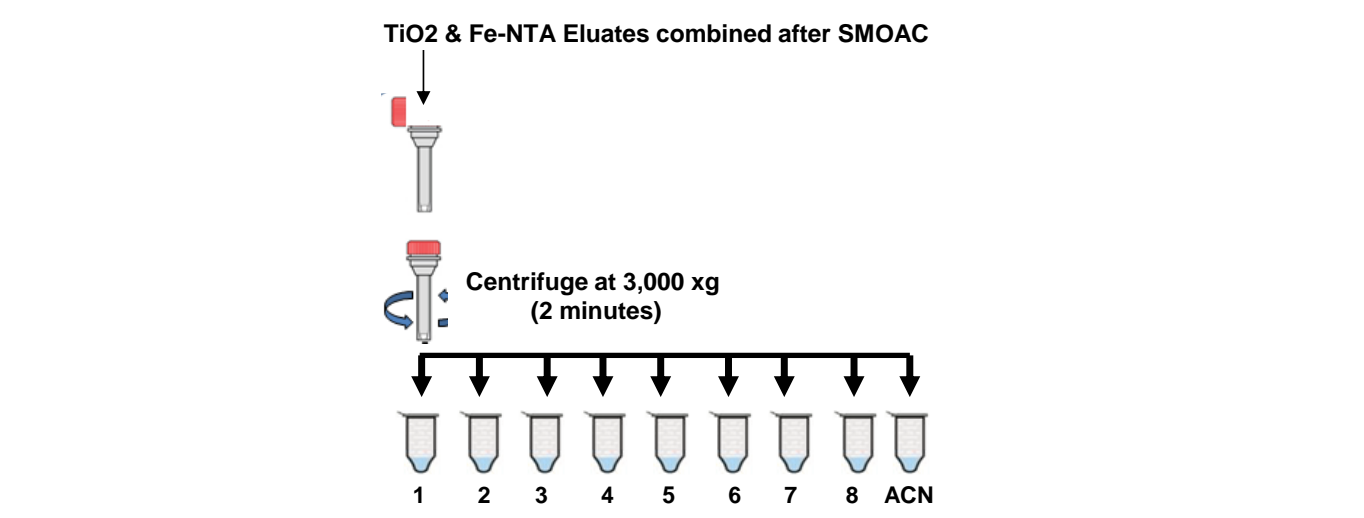 TiO2 & Fe-NTA Eluates combined after SMOAC
Centrifuge at 3,000 xg
(2 minutes)
1 2 3 4 5 6 7 8 ACN